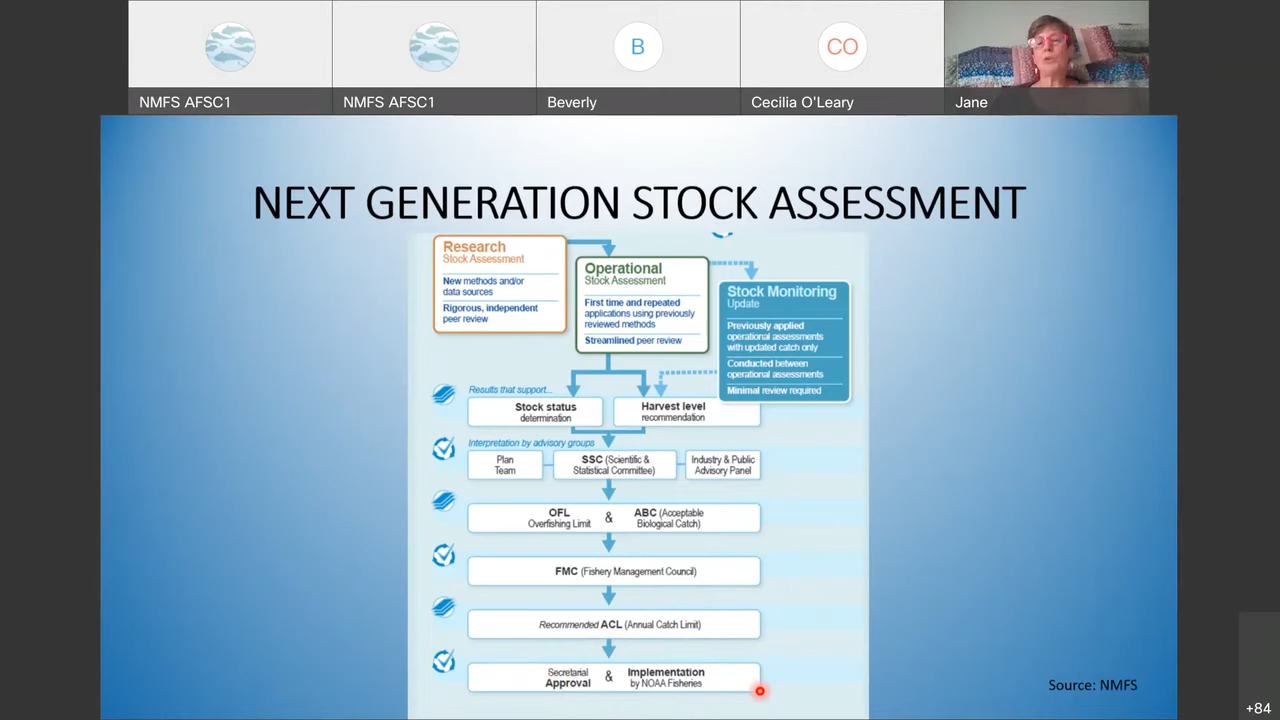 B
CO
NMFS AFSC1
NMFS AFSC1
Beverly
Cecilia O'Leary
Jane
NEXT GENERATION STOCK ASSESSMENT
Research
Stock Assessment
New methods and/or
data sources
Rigorous, independent
peer review
Operational
Stock Assessment
First time and repeated
applications using previously
reviewed methods
Streamlined peer review
Stock Monitoring
Update
Previously applied
operational assessments
with updated catch only
Conducted between
operational assessments
Minimal review required
Results that support...
Stock status
determination
Harvest level
recommendation
Interpretation by advisory groups
Plan
Team
SSC (Scientific &
Statistical Committee)
Industry & Public
Advisory Panel
OFL
Overfishing Limit
&
ABC (Acceptable
Biological Catch)
FMC (Fishery Management Council)
Recommended ACL (Annual Catch Limit)
Secretarial
Approval
&
Implementation
by NOAA Fisheries
Source: NMFS
+84